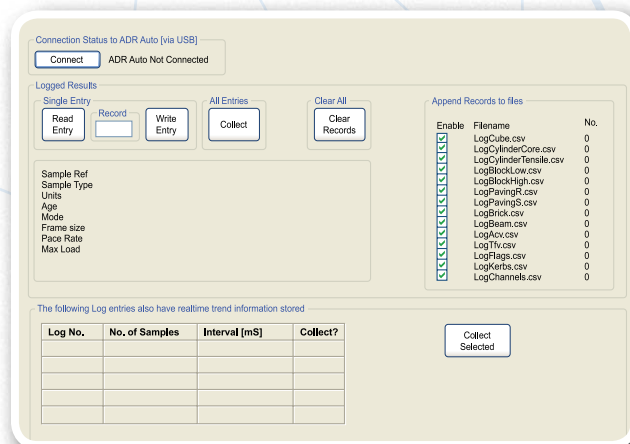 Connection Status to ADR Auto [via USB]
Connect ADR Auto Not Connected
Logged Results
Single Entry
Read Entry
Record
Write Entry
All Entries
Collect
Clear All
Clear Records
Append Records to files
Enable Filename No.
LogCube.csv 0
LogCylinderCore.csv 0
LogCylinderTensile.csv 0
LogBlockLow.csv 0
LogBlockHigh.csv 0
LogPavingR.csv 0
LogPavingS.csv 0
LogBrick.csv 0
LogBeam.csv 0
LogAcv.csv 0
LogTfv.csv 0
LogFlags.csv 0
LogKerbs.csv 0
LogChannels.csv 0
Sample Ref
Sample Type
Units
Age
Mode
Frame size
Pace Rate
Max Load
The following Log entries also have realtime trend information stored
Log No. No. of Samples Interval [mS] Collect?
Collect
Selected